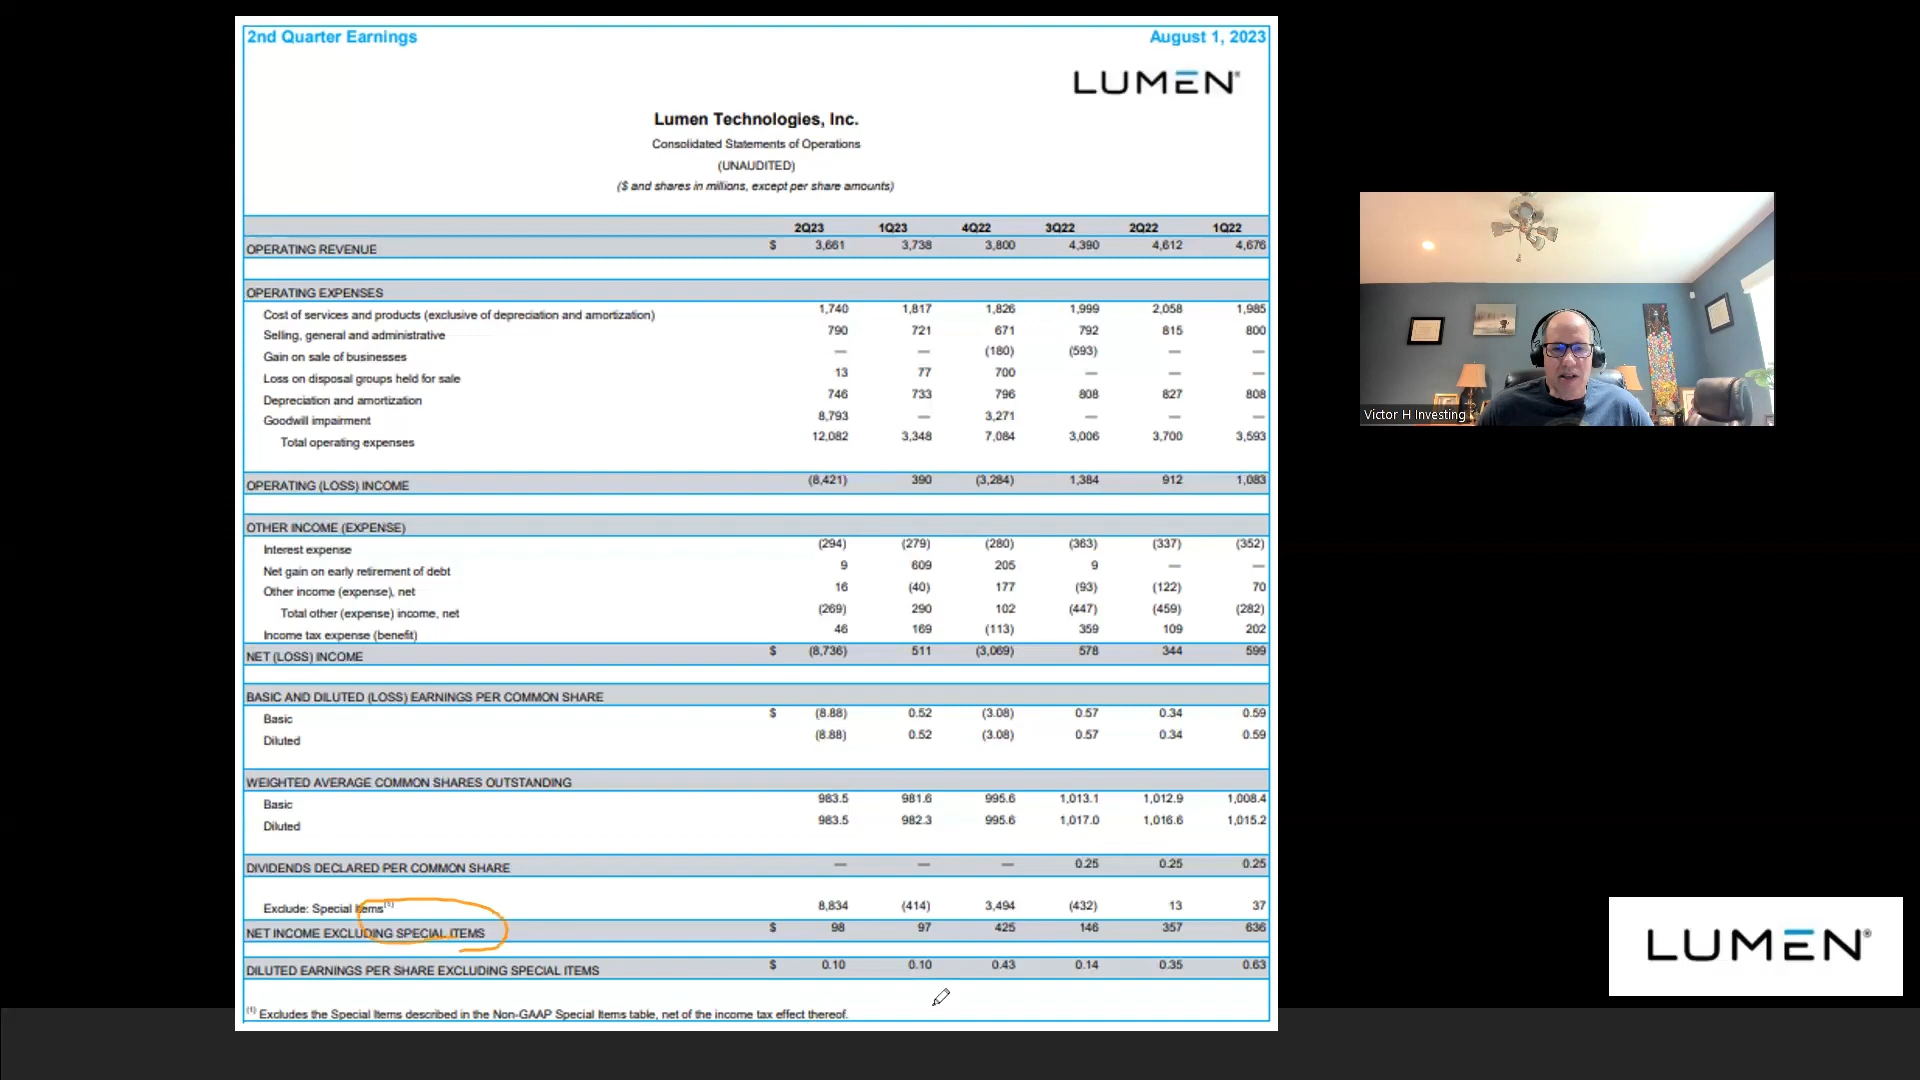 2nd Quarter Earnings August 1, 2023
LUMEN®
Lumen Technologies, Inc.
Consolidated Statements of Operations
(UNAUDITED)
($ and shares in millions, except per share amounts)
2Q23 1Q23 4Q22 3Q22 2Q22 1Q22
OPERATING REVENUE $ 3,661 3,738 3,800 4,390 4,612 4,676
OPERATING EXPENSES
Cost of services and products (exclusive of depreciation and amortization) 1,740 1,817 1,826 1,999 2,058 1,985
Selling, general and administrative 790 721 671 792 815 800
Gain on sale of businesses — — (180) (593) — —
Loss on disposal groups held for sale 13 77 700 — — —
Depreciation and amortization 746 733 796 808 827 808
Goodwill impairment 8,793 — 3,271 — — —
Total operating expenses 12,082 3,348 7,084 3,006 3,700 3,593
OPERATING (LOSS) INCOME (8,421) 390 (3,284) 1,384 912 1,083
OTHER INCOME (EXPENSE)
Interest expense (294) (279) (280) (363) (337) (352)
Net gain on early retirement of debt 9 609 205 9 — —
Other income (expense), net 16 (40) 177 (93) (122) 70
Total other (expense) income, net (269) 290 102 (447) (459) (282)
Income tax expense (benefit) 46 169 (113) 359 109 202
NET (LOSS) INCOME $ (8,736) 511 (3,069) 578 344 599
BASIC AND DILUTED (LOSS) EARNINGS PER COMMON SHARE
Basic $ (8.88) 0.52 (3.08) 0.57 0.34 0.59
Diluted (8.88) 0.52 (3.08) 0.57 0.34 0.59
WEIGHTED AVERAGE COMMON SHARES OUTSTANDING
Basic 983.5 981.6 995.6 1,013.1 1,012.9 1,008.4
Diluted 983.5 982.3 995.6 1,017.0 1,016.6 1,015.2
DIVIDENDS DECLARED PER COMMON SHARE — — — 0.25 0.25 0.25
Exclude: Special Items(1) 8,834 (414) 3,494 (432) 13 37
NET INCOME EXCLUDING SPECIAL ITEMS $ 98 97 425 146 357 636
DILUTED EARNINGS PER SHARE EXCLUDING SPECIAL ITEMS $ 0.10 0.10 0.43 0.14 0.35 0.63
(1) Excludes the Special Items described in the Non-GAAP Special Items table, net of the income tax effect thereof.
Victor H Investing
LUMEN®